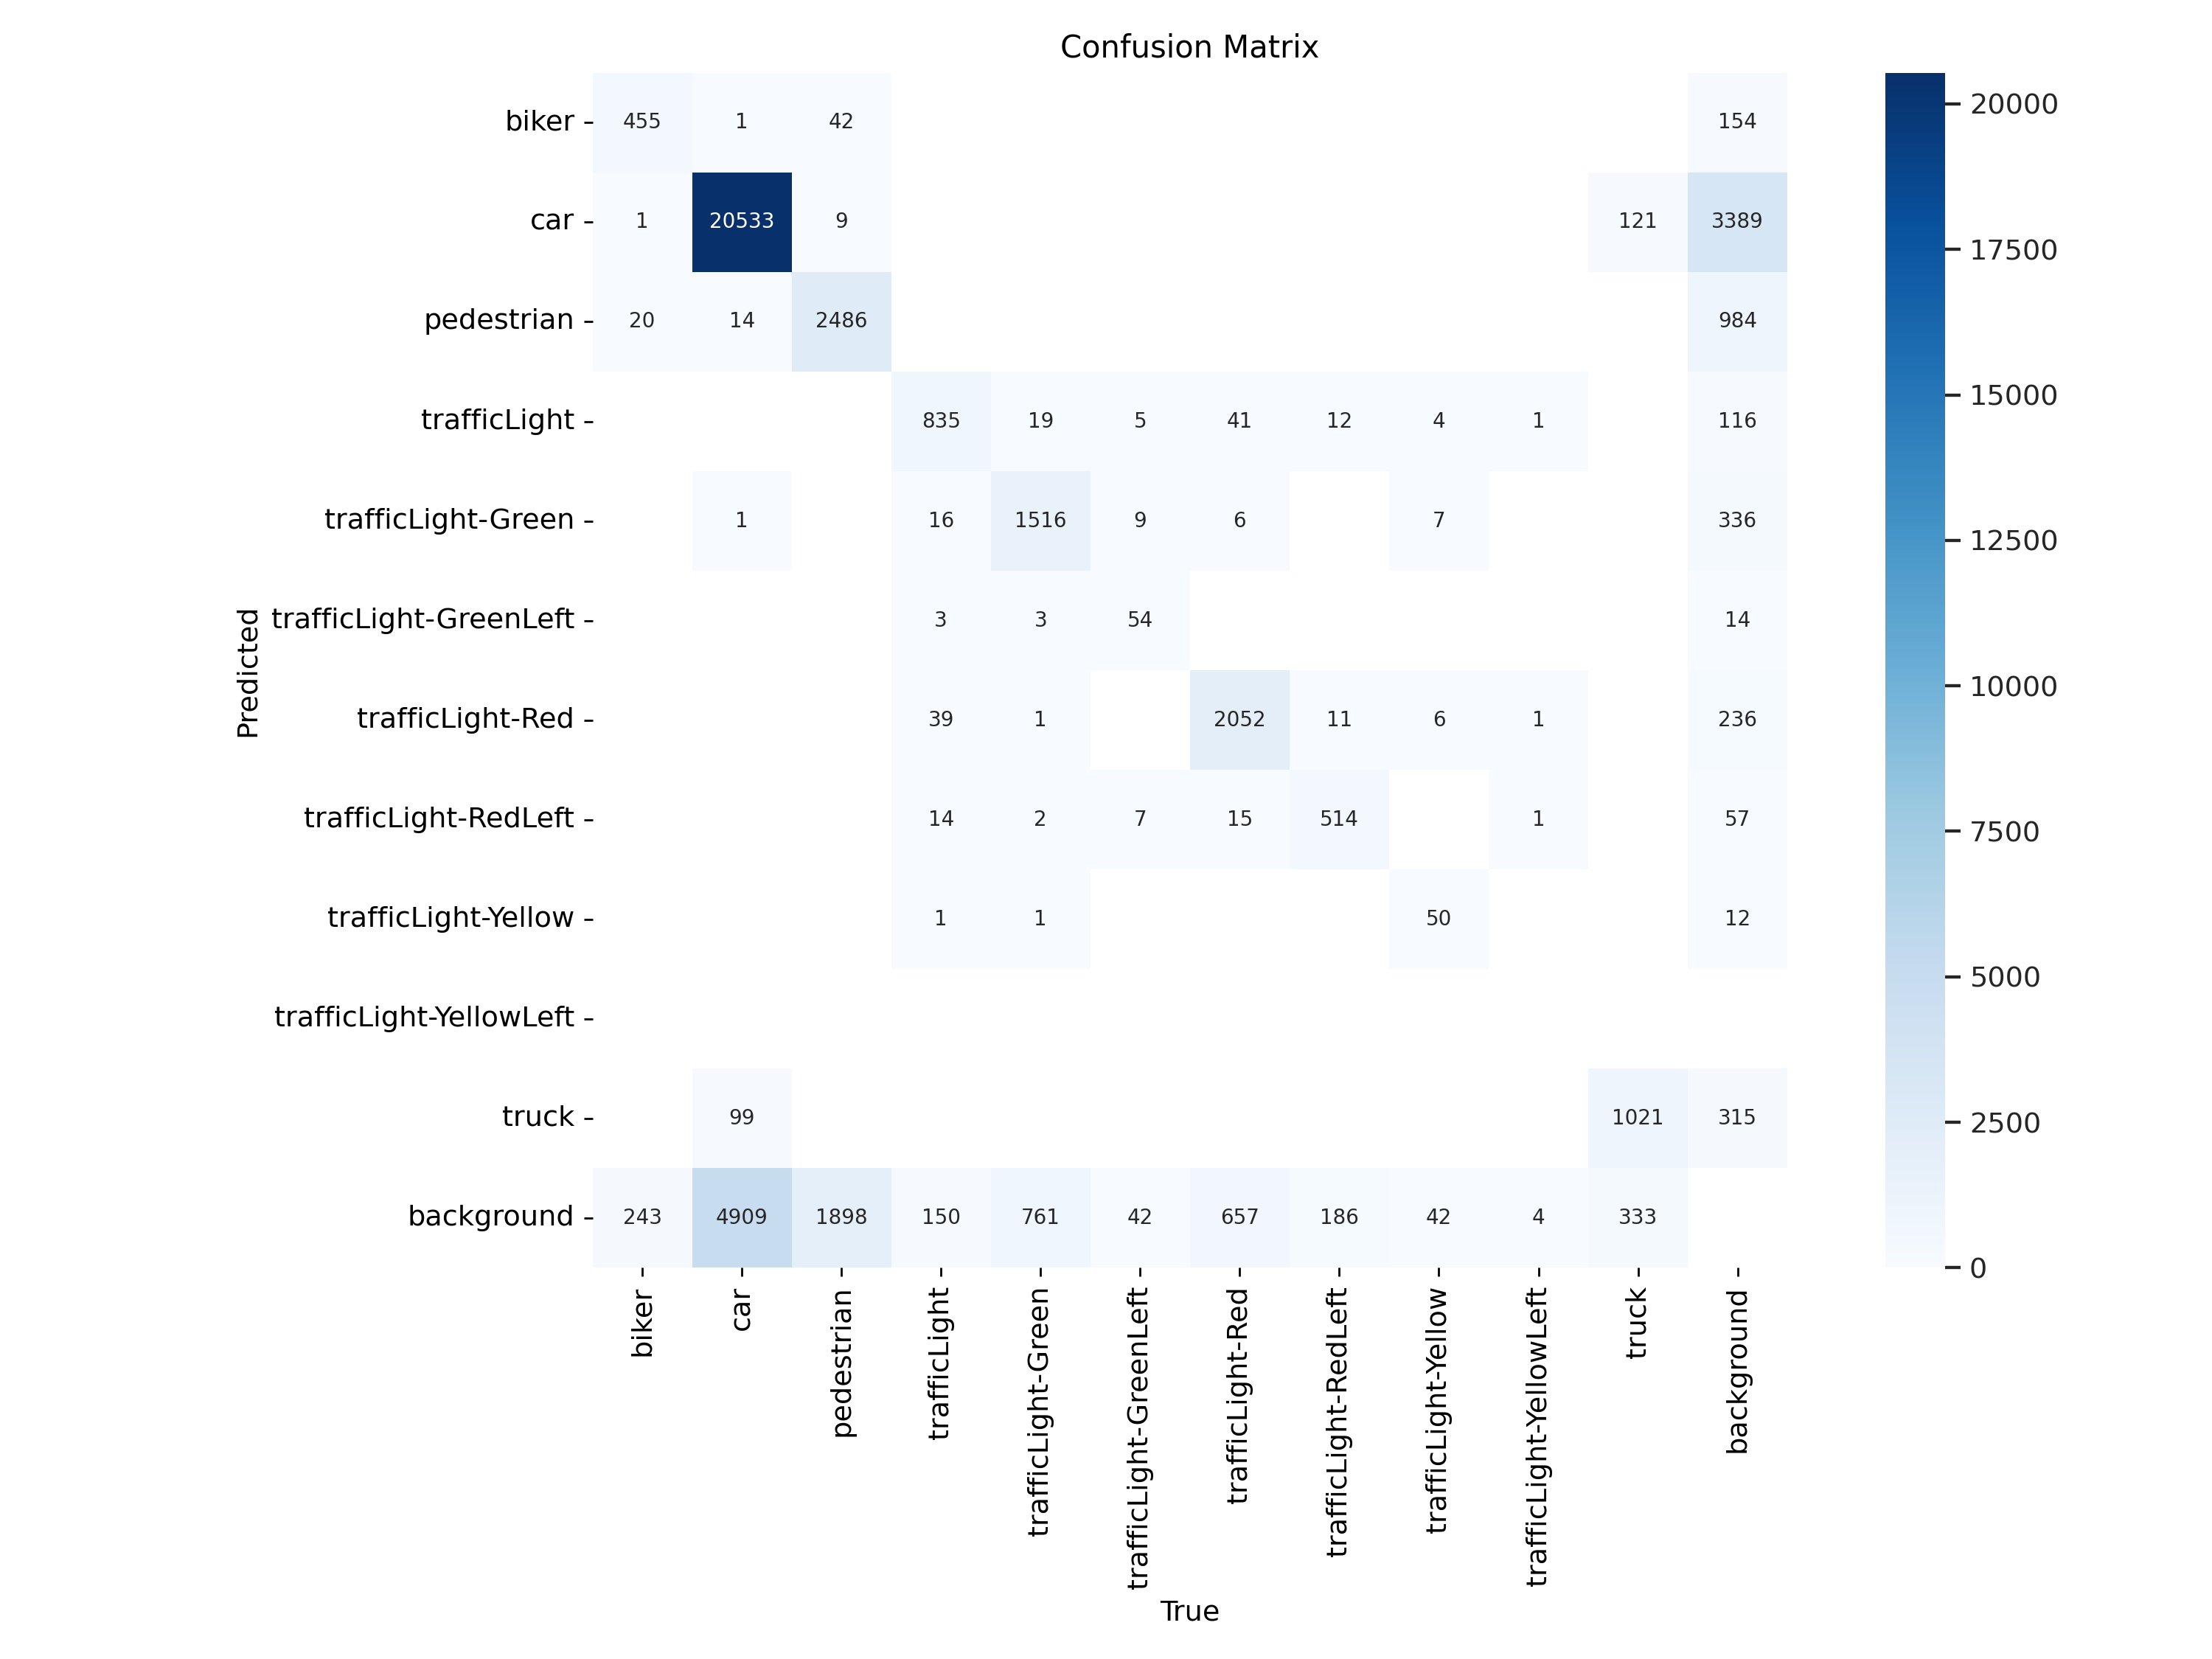 Confusion Matrix
biker 455 1 42 154
car 1 20533 9 121 3389
pedestrian 20 14 2486 984
trafficLight 835 19 5 41 12 4 1 116
trafficLight-Green 1 16 1516 9 6 7 336
trafficLight-GreenLeft 3 3 54 14
trafficLight-Red 39 1 2052 11 6 1 236
trafficLight-RedLeft 14 2 7 15 514 1 57
trafficLight-Yellow 1 1 50 12
trafficLight-YellowLeft
truck 99 1021 315
background 243 4909 1898 150 761 42 657 186 42 4 333
Predicted
biker
car
pedestrian
trafficLight
trafficLight-Green
trafficLight-GreenLeft
trafficLight-Red
trafficLight-RedLeft
trafficLight-Yellow
trafficLight-YellowLeft
truck
background
True
20000
17500
15000
12500
10000
7500
5000
2500
0